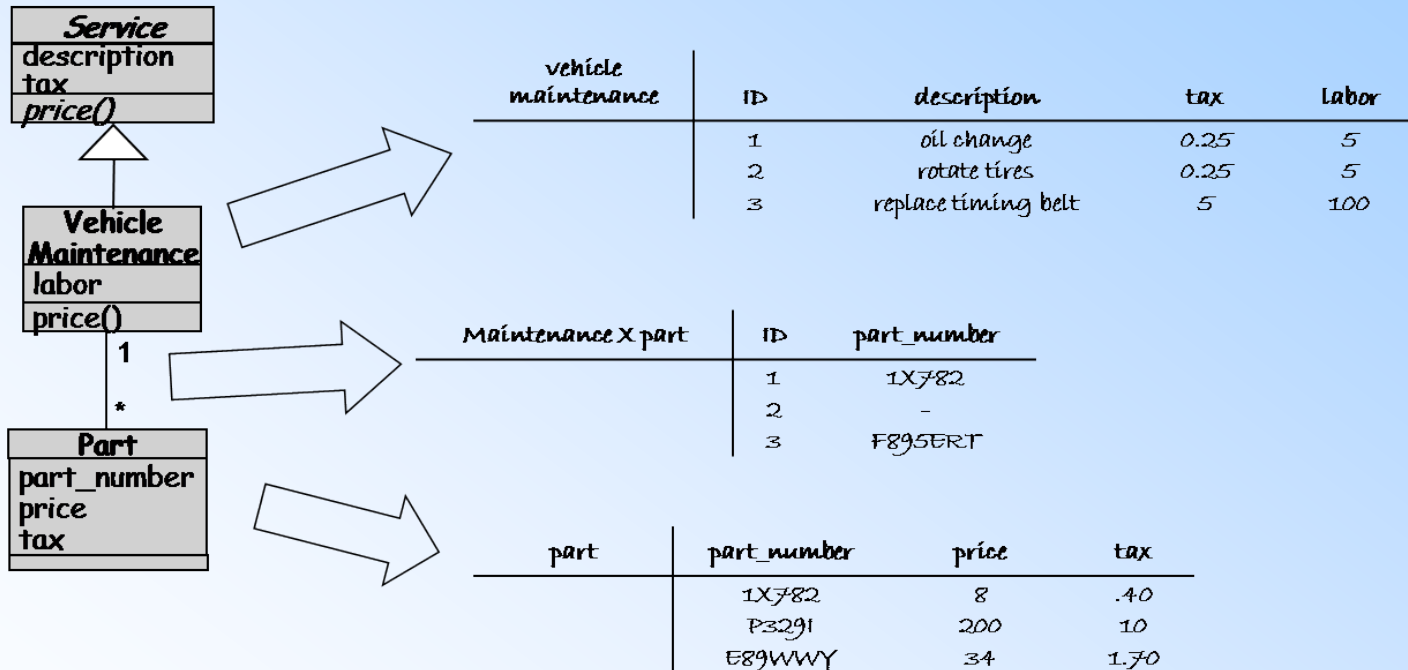 Service
description
tax
price()
Vehicle
Maintenance
labor
price()
1
*
Part
part_number
price
tax
vehicle
maintenance ID description tax labor
1 oil change 0.25 5
2 rotate tires 0.25 5
3 replace timing belt 5 100
Maintenance X part ID part_number
1 1X782
2 -
3 F895ERT
part part_number price tax
1X782 8 .40
P3291 200 10
E89WWY 34 1.70